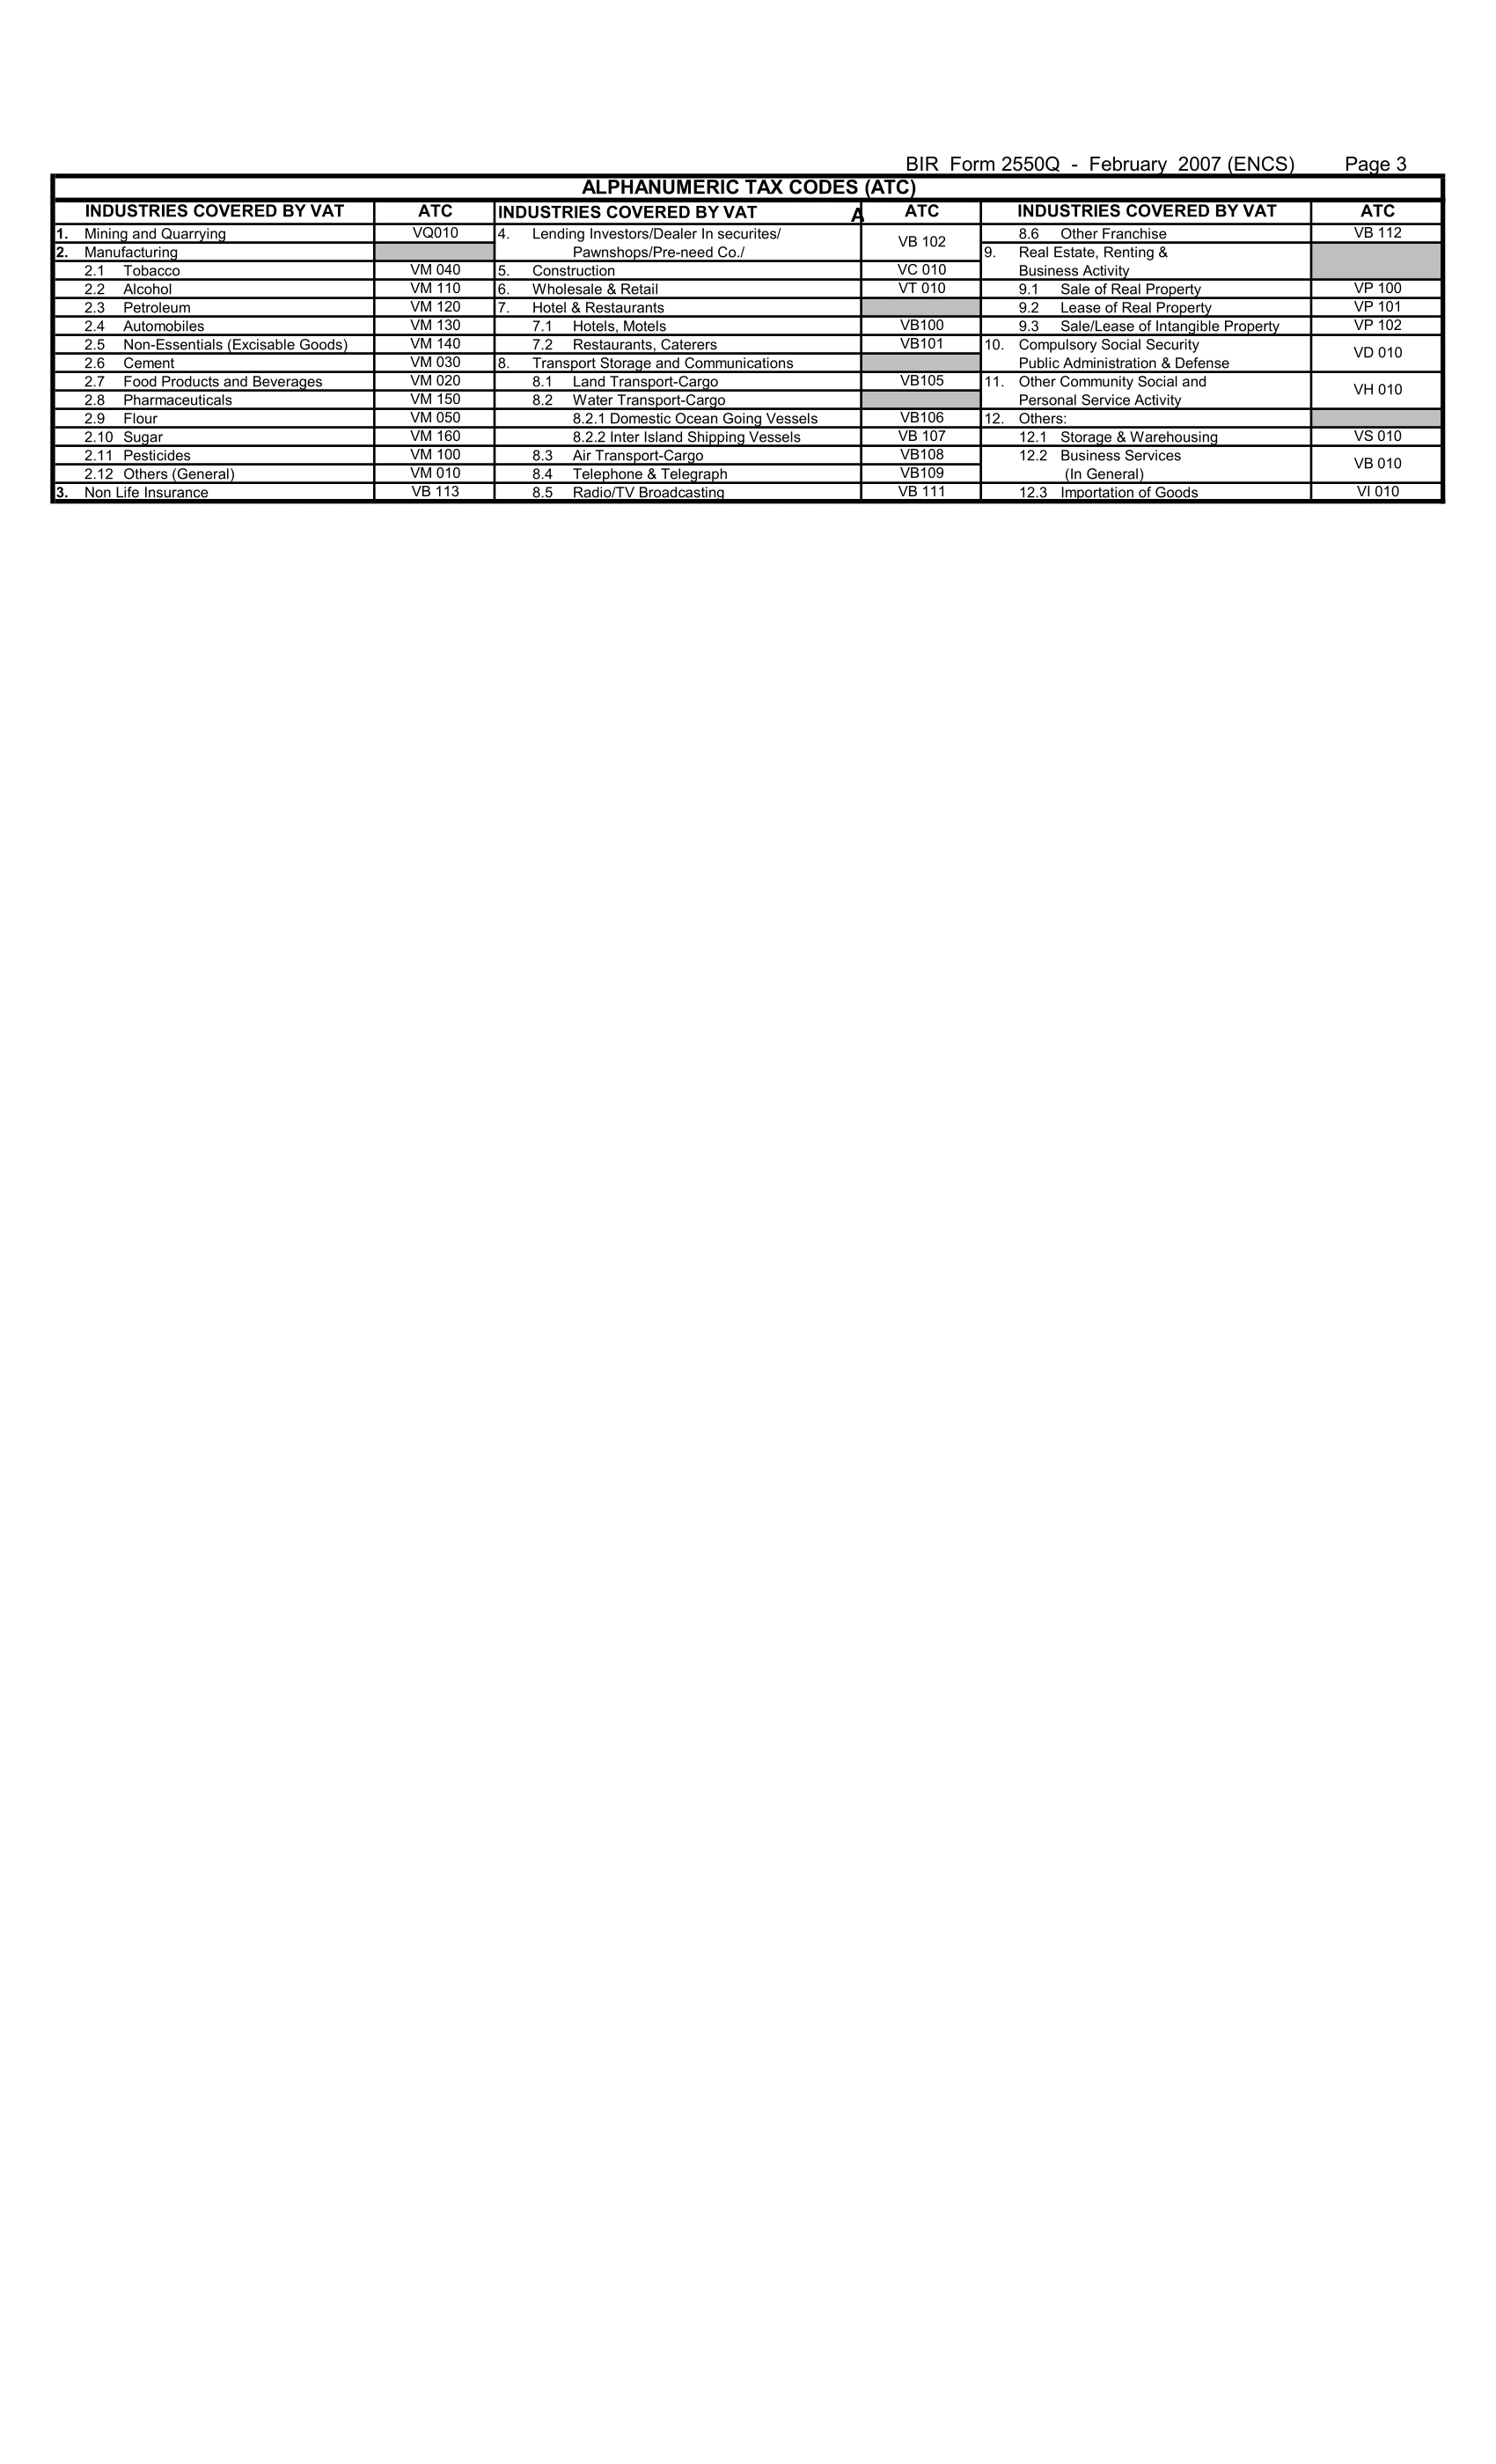 BIR Form 2550Q - February 2007 (ENCS) Page 3
ALPHANUMERIC TAX CODES (ATC)
INDUSTRIES COVERED BY VAT ATC INDUSTRIES COVERED BY VAT A ATC INDUSTRIES COVERED BY VAT ATC
1. Mining and Quarrying VQ010 4. Lending Investors/Dealer In securites/ VB 102 8.6 Other Franchise VB 112
2. Manufacturing Pawnshops/Pre-need Co./ 9. Real Estate, Renting &
2.1 Tobacco VM 040 5. Construction VC 010 Business Activity
2.2 Alcohol VM 110 6. Wholesale & Retail VT 010 9.1 Sale of Real Property VP 100
2.3 Petroleum VM 120 7. Hotel & Restaurants 9.2 Lease of Real Property VP 101
2.4 Automobiles VM 130 7.1 Hotels, Motels VB100 9.3 Sale/Lease of Intangible Property VP 102
2.5 Non-Essentials (Excisable Goods) VM 140 7.2 Restaurants, Caterers VB101 10. Compulsory Social Security VD 010
2.6 Cement VM 030 8. Transport Storage and Communications Public Administration & Defense
2.7 Food Products and Beverages VM 020 8.1 Land Transport-Cargo VB105 11. Other Community Social and VH 010
2.8 Pharmaceuticals VM 150 8.2 Water Transport-Cargo Personal Service Activity
2.9 Flour VM 050 8.2.1 Domestic Ocean Going Vessels VB106 12. Others:
2.10 Sugar VM 160 8.2.2 Inter Island Shipping Vessels VB 107 12.1 Storage & Warehousing VS 010
2.11 Pesticides VM 100 8.3 Air Transport-Cargo VB108 12.2 Business Services VB 010
2.12 Others (General) VM 010 8.4 Telephone & Telegraph VB109 (In General)
3. Non Life Insurance VB 113 8.5 Radio/TV Broadcasting VB 111 12.3 Importation of Goods VI 010